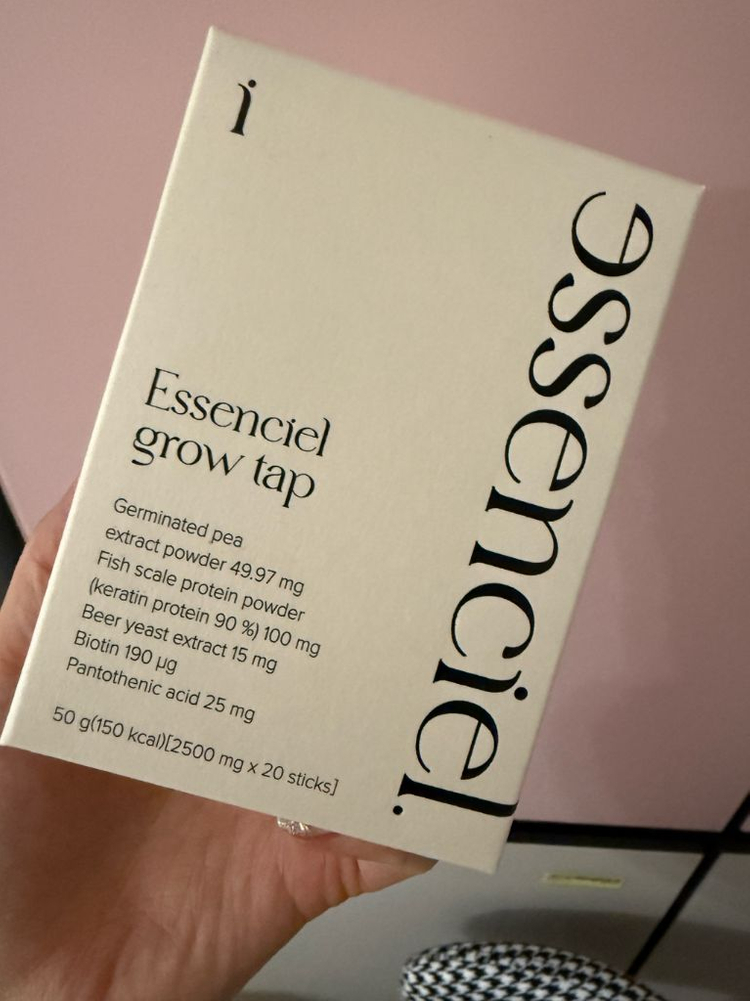 i
Essenciel
grow tap
Germinated pea
extract powder 49.97 mg
Fish scale protein powder
(keratin protein 90 %) 100 mg
Beer yeast extract 15 mg
Biotin 190 µg
Pantothenic acid 25 mg
50 g(150 kcal)[2500 mg x 20 sticks]
əssenciel.